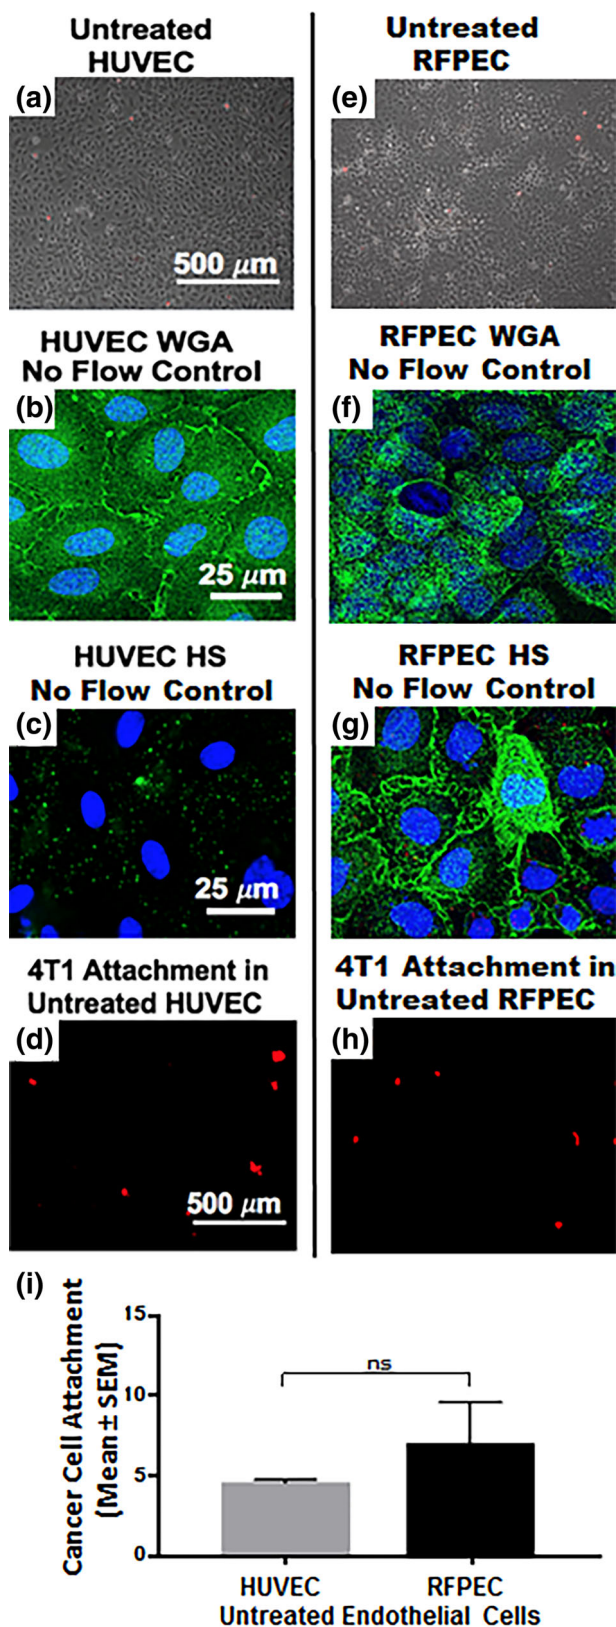 Untreated
HUVEC
(a)
500 μm
HUVEC WGA
No Flow Control
(b)
25 μm
HUVEC HS
No Flow Control
(c)
25 μm
4T1 Attachment in
Untreated HUVEC
(d)
500 μm
Untreated
RFPEC
(e)
RFPEC WGA
No Flow Control
(f)
RFPEC HS
No Flow Control
(g)
4T1 Attachment in
Untreated RFPEC
(h)
(i)
Cancer Cell Attachment
(Mean ± SEM)
15
10
5
0
ns
HUVEC
RFPEC
Untreated Endothelial Cells